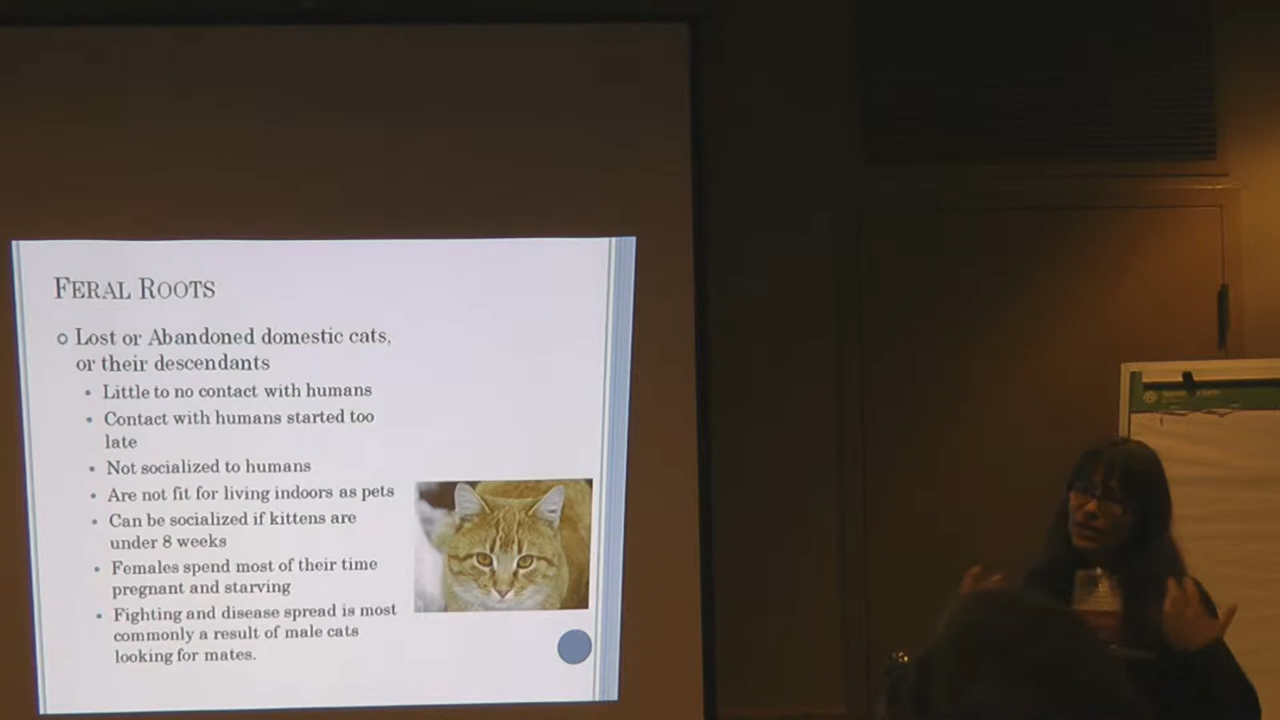 FERAL ROOTS
Lost or Abandoned domestic cats,
or their descendants
Little to no contact with humans
Contact with humans started too
late
Not socialized to humans
Are not fit for living indoors as pets
Can be socialized if kittens are
under 8 weeks
Females spend most of their time
pregnant and starving
Fighting and disease spread is most
commonly a result of male cats
looking for mates.